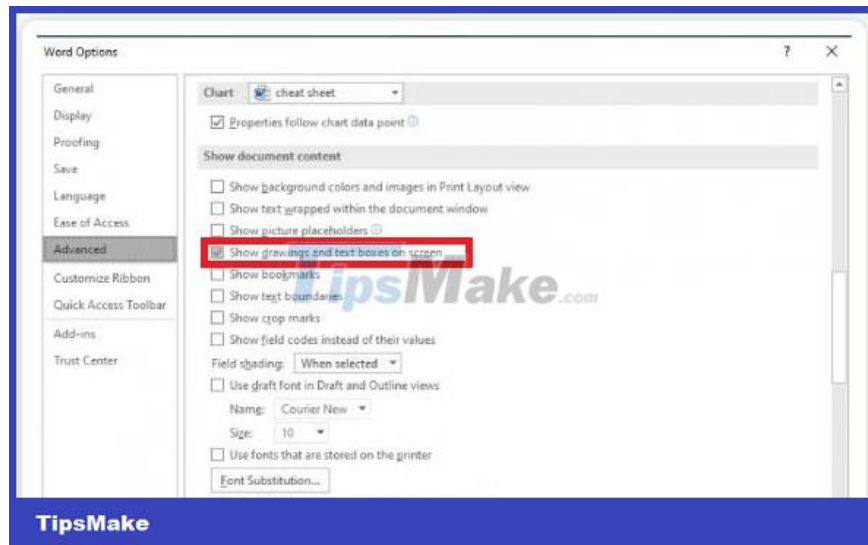 Word Options
?
General
Display
Proofing
Save
Language
Ease of Access
Advanced
Customize Ribbon
Quick Access Toolbar
Add-ins
Trust Center
Chart cheat sheet
Properties follow chart data point
Show document content
Show background colors and images in Print Layout view
Show text wrapped within the document window
Show picture placeholders
Show drawings and text boxes on screen
Show bookmarks
Show text boundaries
Show crop marks
Show field codes instead of their values
Field shading: When selected
Use draft font in Draft and Outline views
Name: Courier New
Size: 10
Use fonts that are stored on the printer
Font Substitution...
TipsMake.com
TipsMake